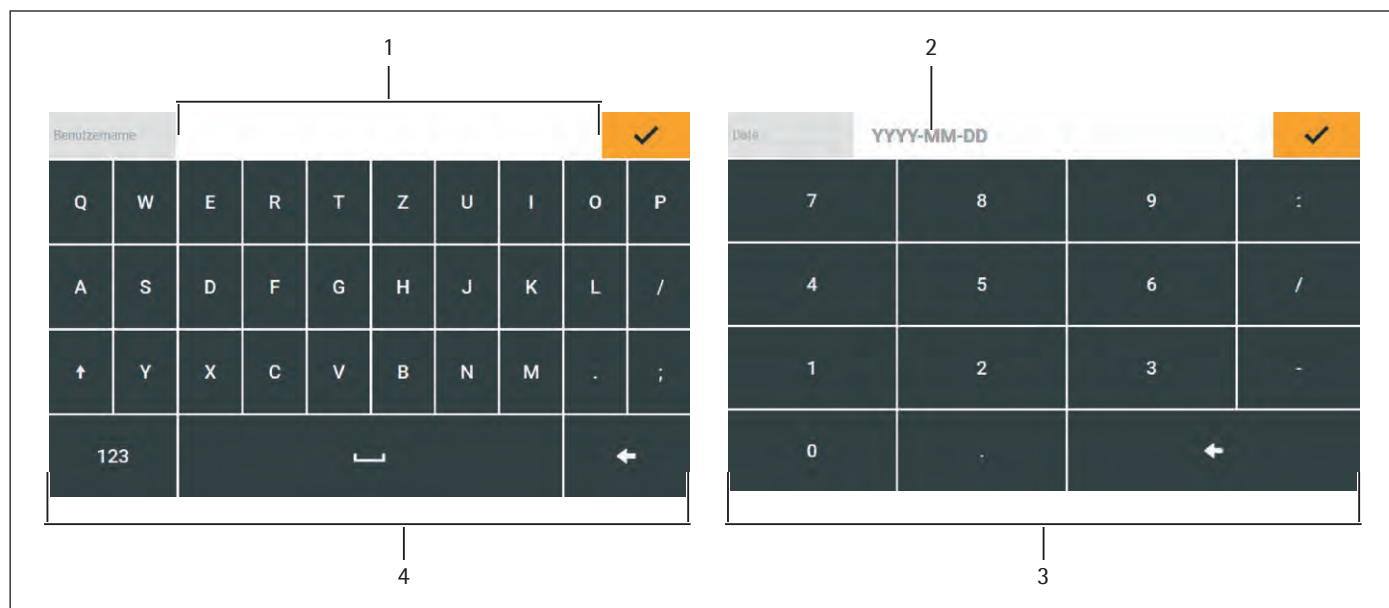 1
2
Benutzername
Date
YYYY-MM-DD
Q W E R T Z U I O P
7 8 9 :
A S D F G H J K L /
4 5 6 /
Y X C V B N M . ;
1 2 3 -
123
0 .
4
3